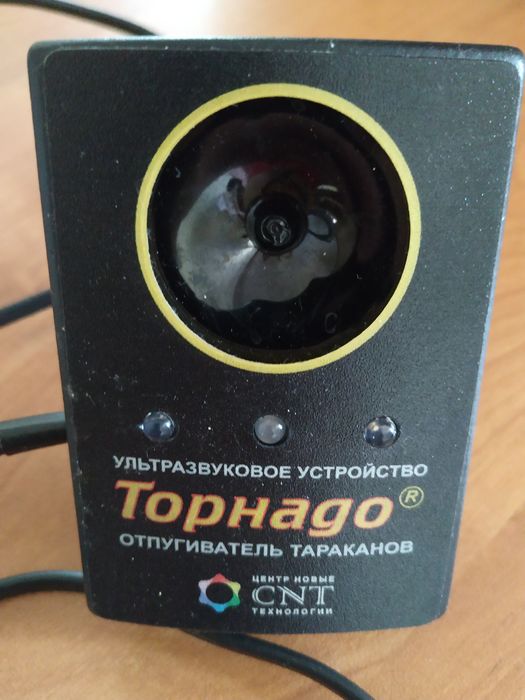 УЛЬТРАЗВУКОВОЕ УСТРОЙСТВО
Торнадо®
ОТПУГИВАТЕЛЬ ТАРАКАНОВ
ЦЕНТР НОВЫЕ
CNT
ТЕХНОЛОГИИ